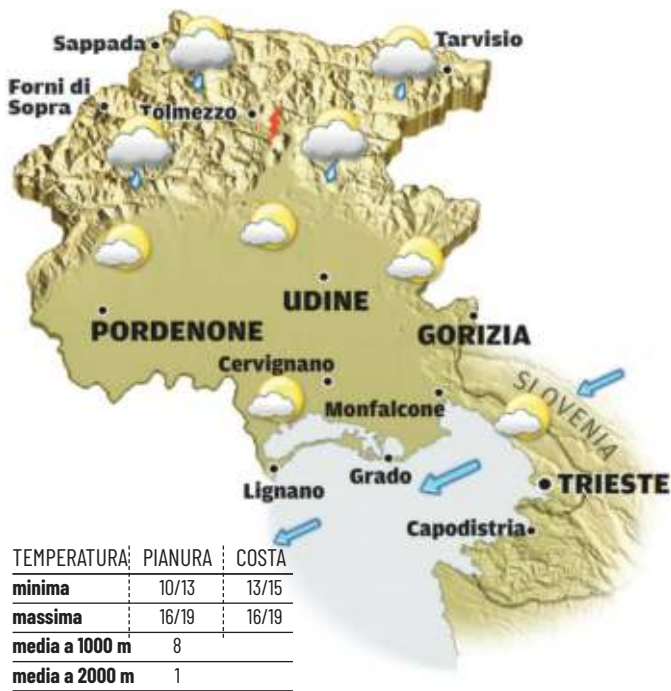 Sappada
Tarvisio
Forni di
Sopra
Tolmezzo
UDINE
PORDENONE
GORIZIA
Cervignano
SLOVENIA
Monfalcone
Grado
Lignano
TRIESTE
Capodistria
TEMPERATURA PIANURA COSTA
minima 10/13 13/15
massima 16/19 16/19
media a 1000 m 8
media a 2000 m 1